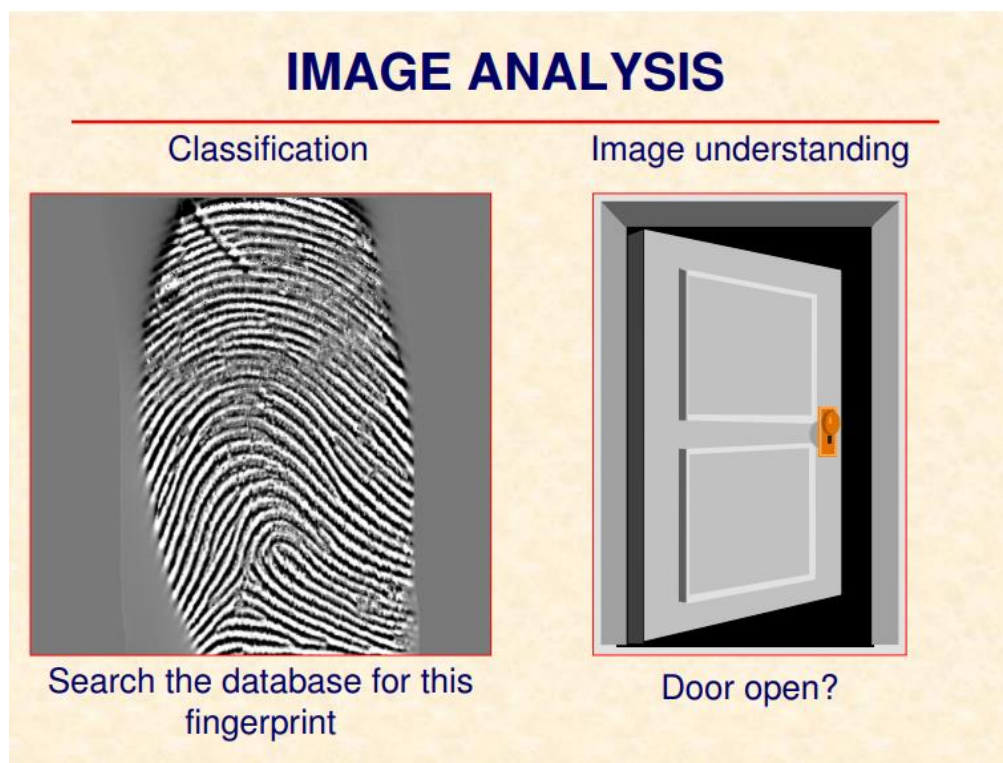 IMAGE ANALYSIS
Classification
Image understanding
Search the database for this
fingerprint
Door open?